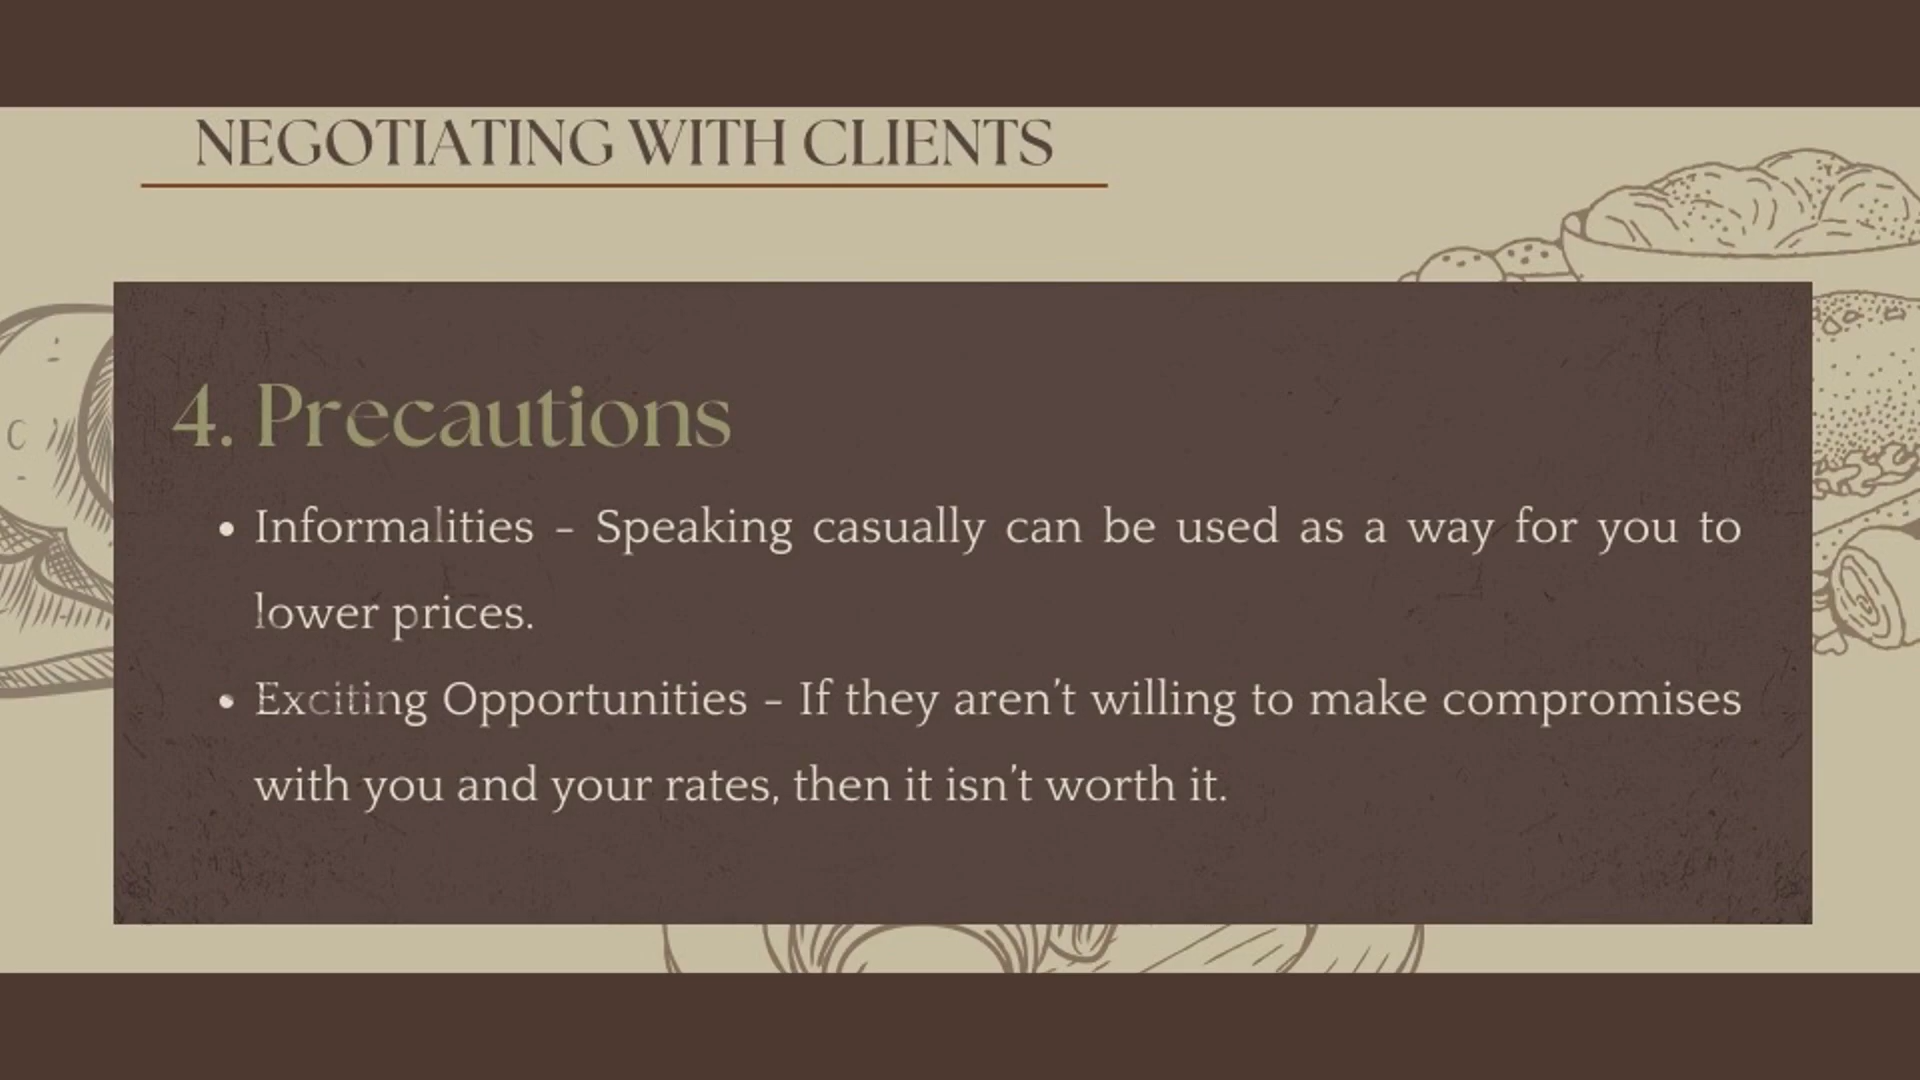 NEGOTIATING WITH CLIENTS
4. Precautions
• Informalities - Speaking casually can be used as a way for you to
lower prices.
• Exciting Opportunities - If they aren’t willing to make compromises
with you and your rates, then it isn’t worth it.